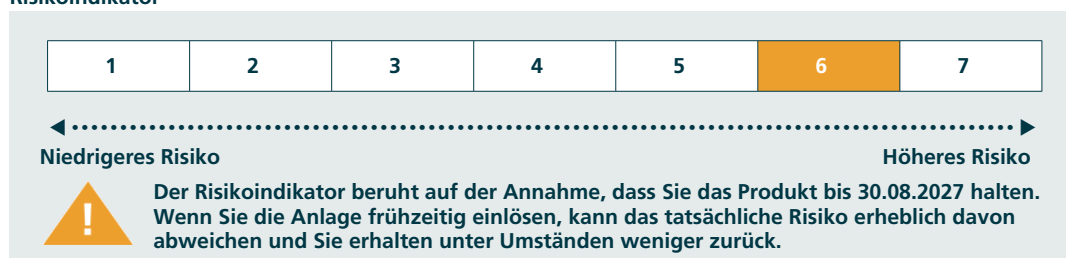 Risikoindikator
1 2 3 4 5 6 7
Niedrigeres Risiko Höheres Risiko
! Der Risikoindikator beruht auf der Annahme, dass Sie das Produkt bis 30.08.2027 halten.
Wenn Sie die Anlage frühzeitig einlösen, kann das tatsächliche Risiko erheblich davon
abweichen und Sie erhalten unter Umständen weniger zurück.